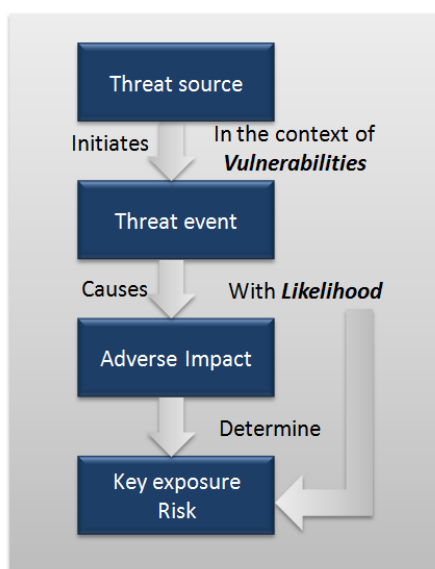 Threat source
Initiates
In the context of
Vulnerabilities
Threat event
Causes
With Likelihood
Adverse Impact
Determine
Key exposure
Risk